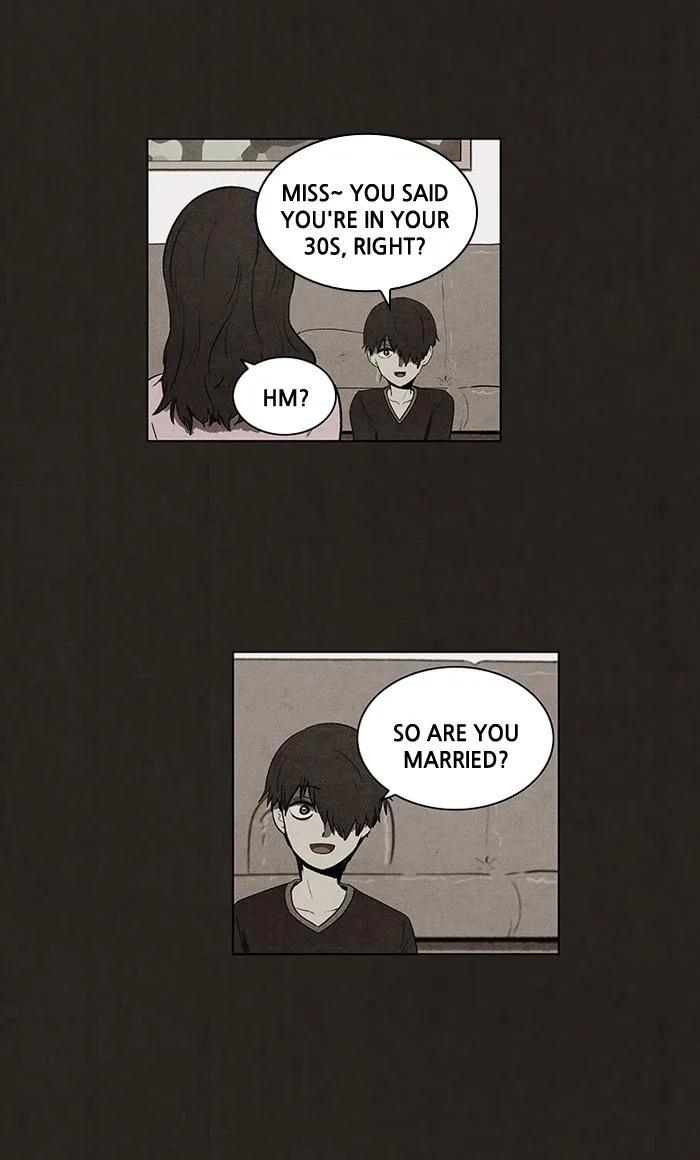 MISS~ YOU SAID
YOU'RE IN YOUR
30S, RIGHT?
HM?
SO ARE YOU
MARRIED?